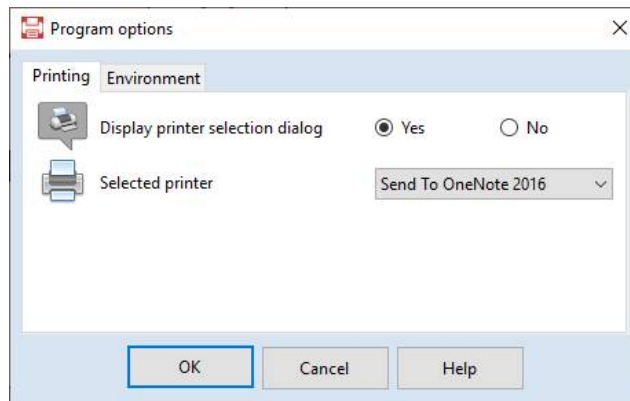 Program options
Printing Environment
Display printer selection dialog Yes No
Selected printer Send To OneNote 2016
OK Cancel Help